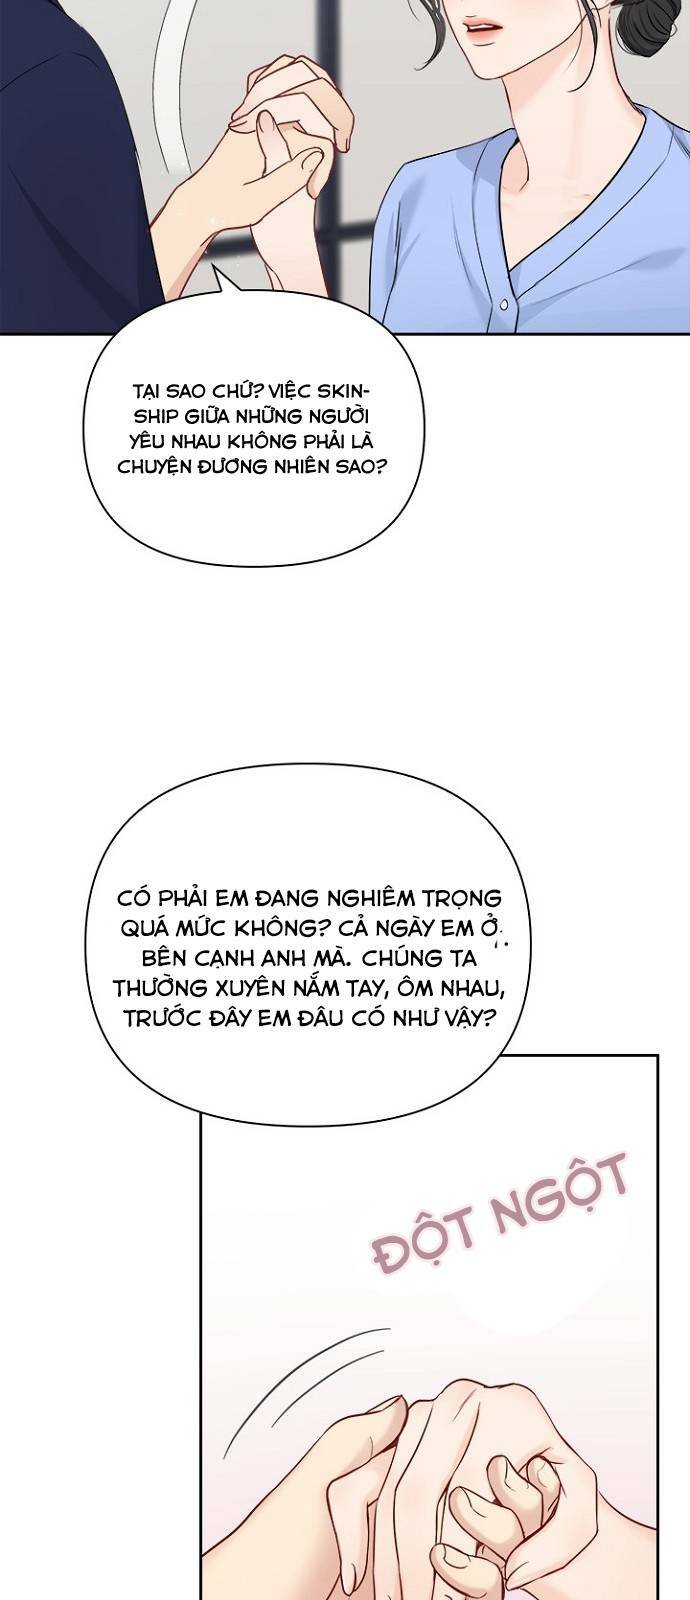 TẠI SAO CHỨ? VIỆC SKIN-
SHIP GIỮA NHỮNG NGƯỜI
YÊU NHAU KHÔNG PHẢI LÀ
CHUYỆN ĐƯƠNG NHIÊN SAO?
CÓ PHẢI EM ĐANG NGHIÊM TRỌNG
QUÁ MỨC KHÔNG? CẢ NGÀY EM Ở
BÊN CẠNH ANH MÀ. CHÚNG TA
THƯỜNG XUYÊN NẮM TAY, ÔM NHAU,
TRƯỚC ĐÂY EM ĐÂU CÓ NHƯ VẬY?
ĐỘT NGỘT